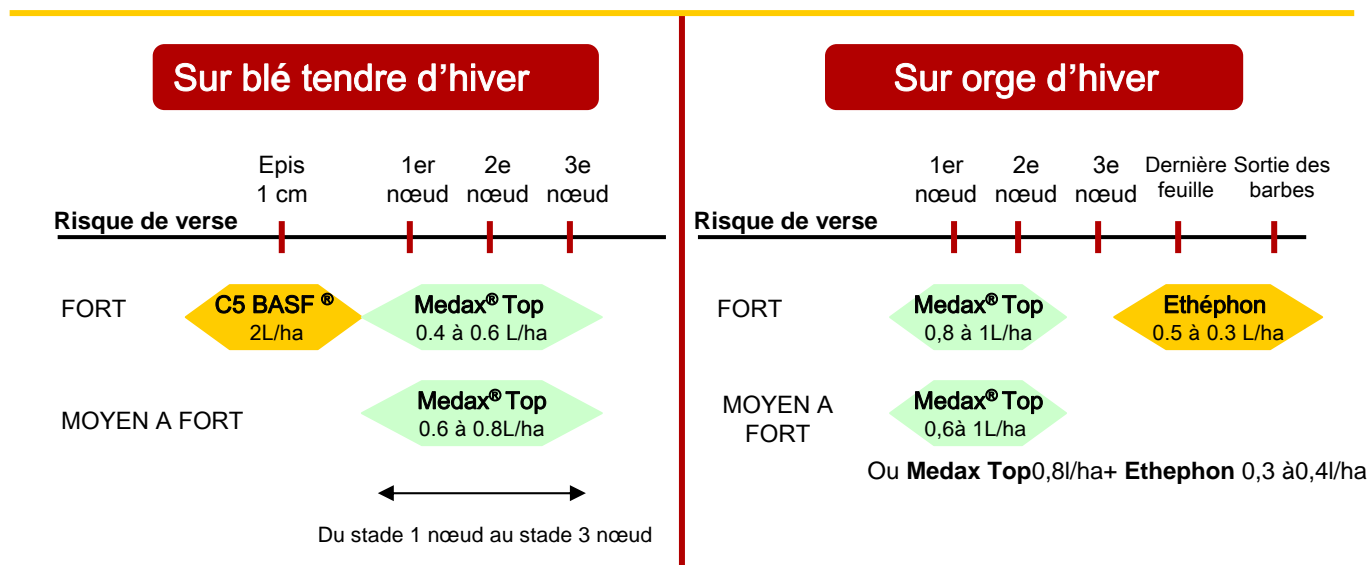 Sur blé tendre d'hiver
Epis
1 cm
1er
nœud
2e
nœud
3e
nœud
Risque de verse
FORT
C5 BASF ®
2L/ha
Medax® Top
0.4 à 0.6 L/ha
MOYEN A FORT
Medax® Top
0.6 à 0.8L/ha
Du stade 1 nœud au stade 3 nœud
Sur orge d'hiver
1er
nœud
2e
nœud
3e
nœud
Dernière
feuille
Sortie des
barbes
Risque de verse
FORT
Medax® Top
0,8 à 1L/ha
Ethéphon
0.5 à 0.3 L/ha
MOYEN A
FORT
Medax® Top
0,6à 1L/ha
Ou Medax Top0,8l/ha+ Ethephon 0,3 à0,4l/ha